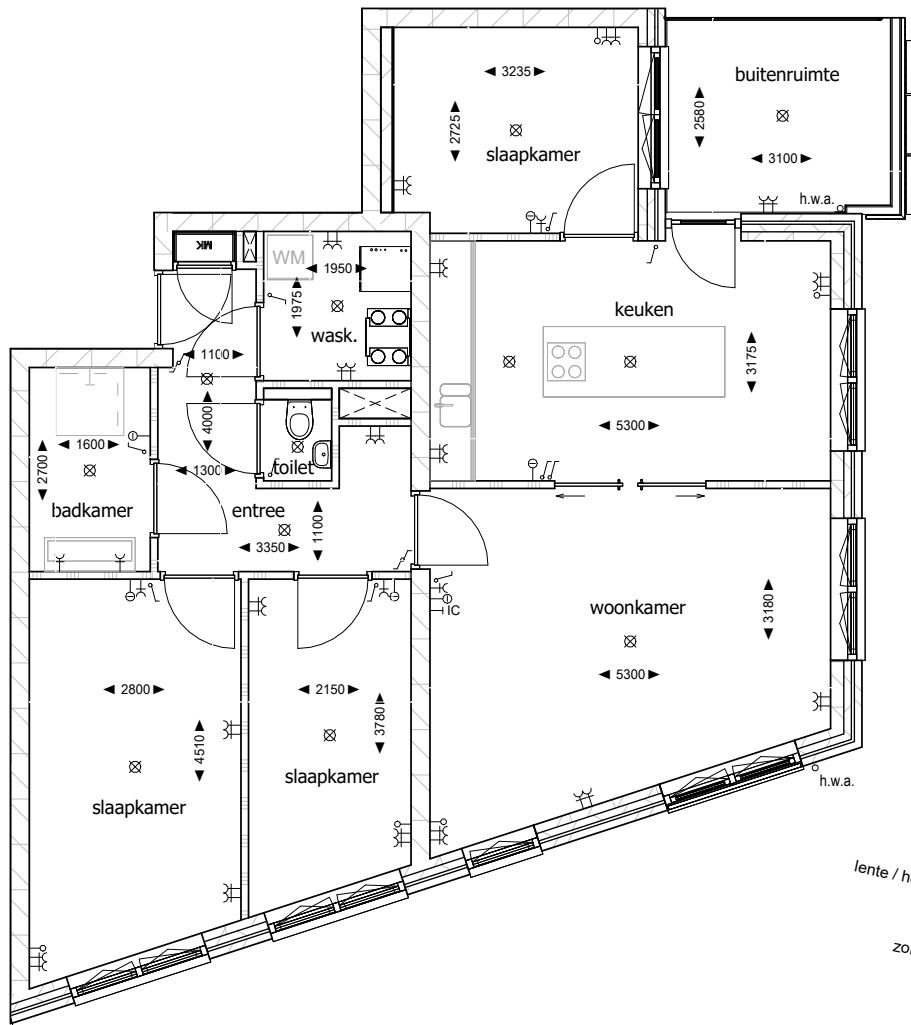 3235
2725
slaapkamer
buitenruimte
2580
3100
h.w.a.
MK
WM
1950
1975
wask.
keuken
3175
5300
1100
4000
1300
toilet
1600
2700
badkamer
entree
3350
1100
IC
woonkamer
3180
5300
2800
4510
slaapkamer
2150
3780
slaapkamer
h.w.a.
lente /